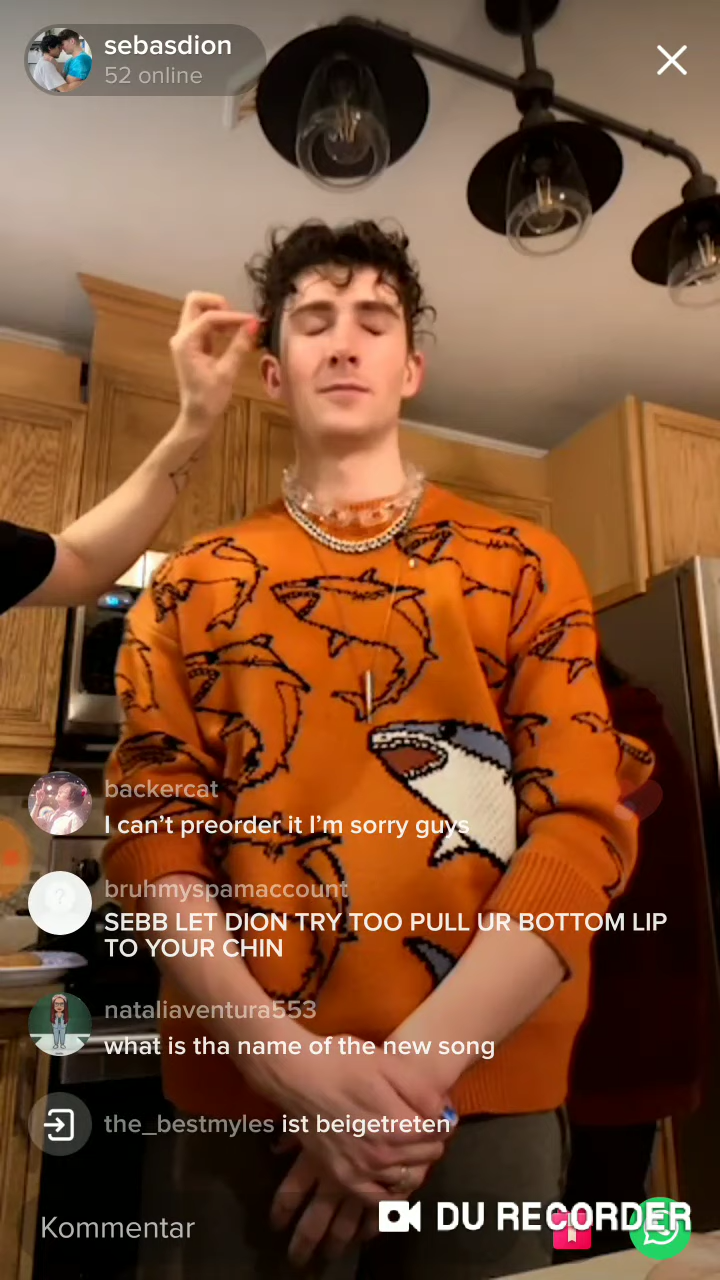 sebasdion
52 online
backercat
I can't preorder it I'm sorry guys
bruhmyspamaccount
SEBB LET DION TRY TOO PULL UR BOTTOM LIP
TO YOUR CHIN
nataliaventura553
what is tha name of the new song
the_bestmyles ist beigetreten
Kommentar
DU RECORDER